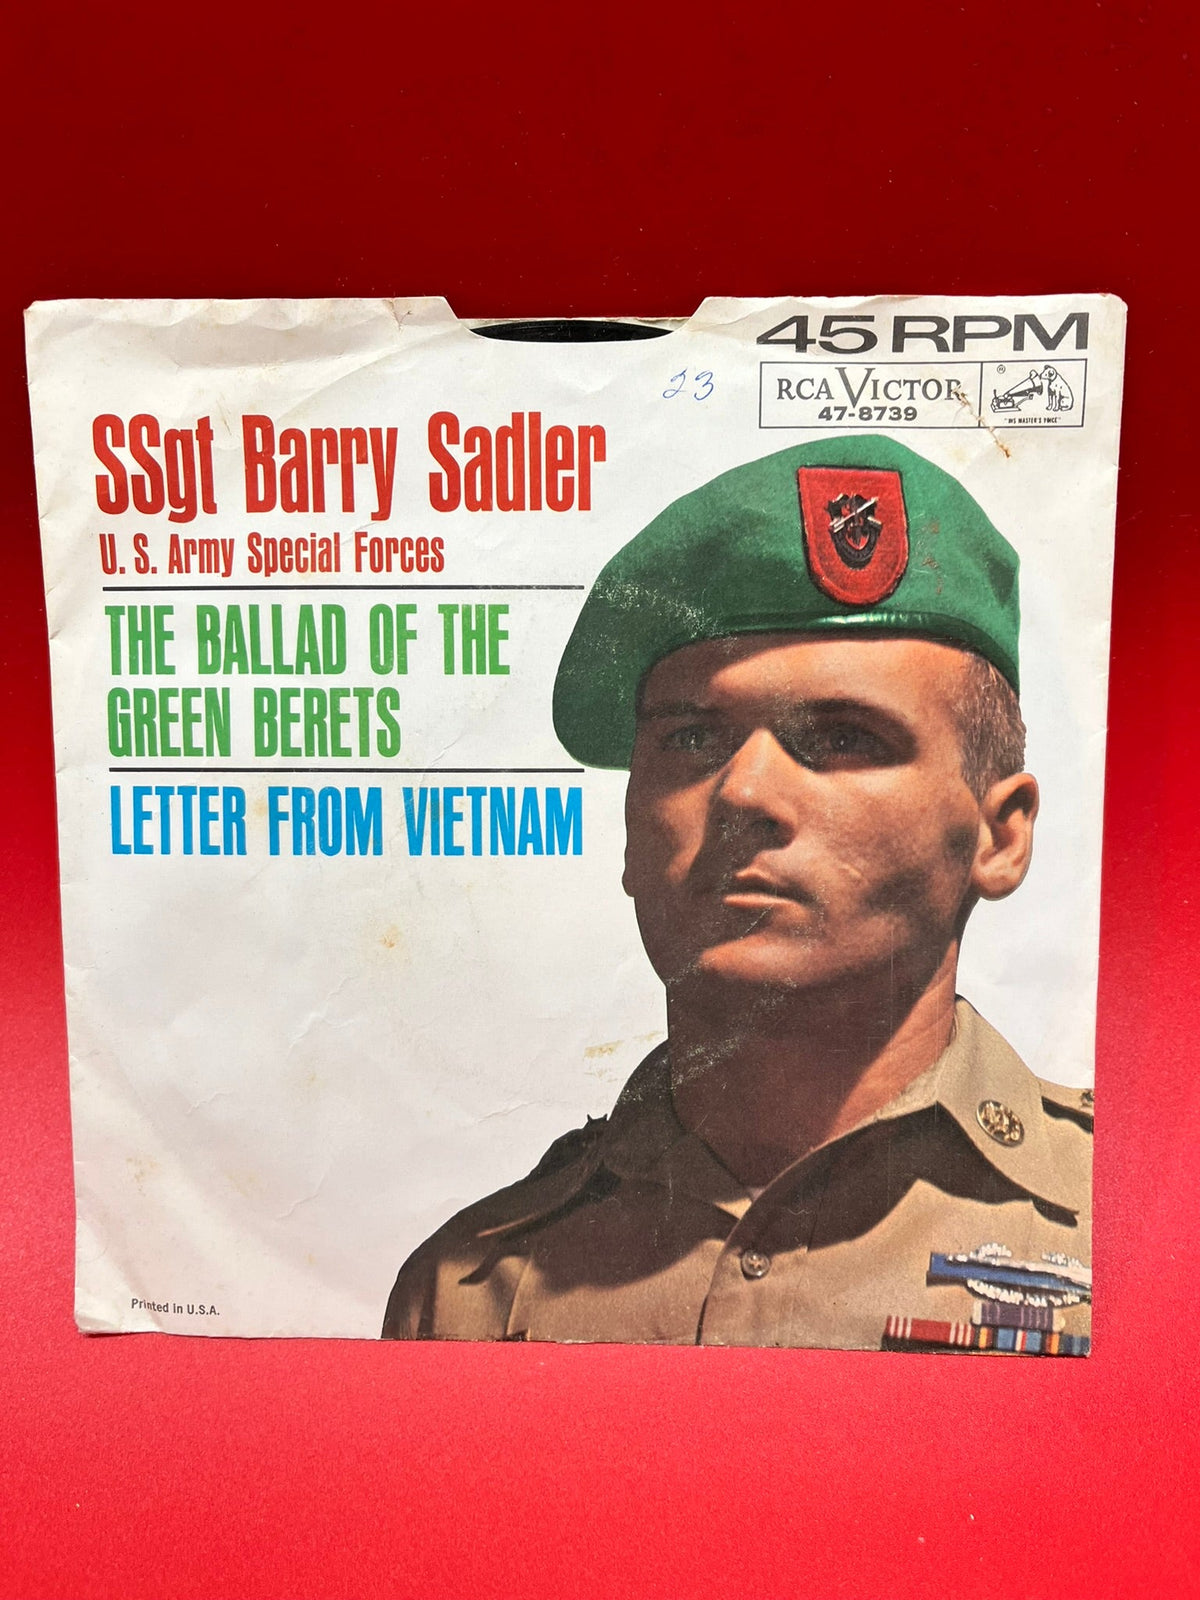 45 RPM
RCA VICTOR
47-8739
"HIS MASTER'S VOICE"
®
23
SSgt Barry Sadler
U. S. Army Special Forces
THE BALLAD OF THE
GREEN BERETS
LETTER FROM VIETNAM
Printed in U.S.A.